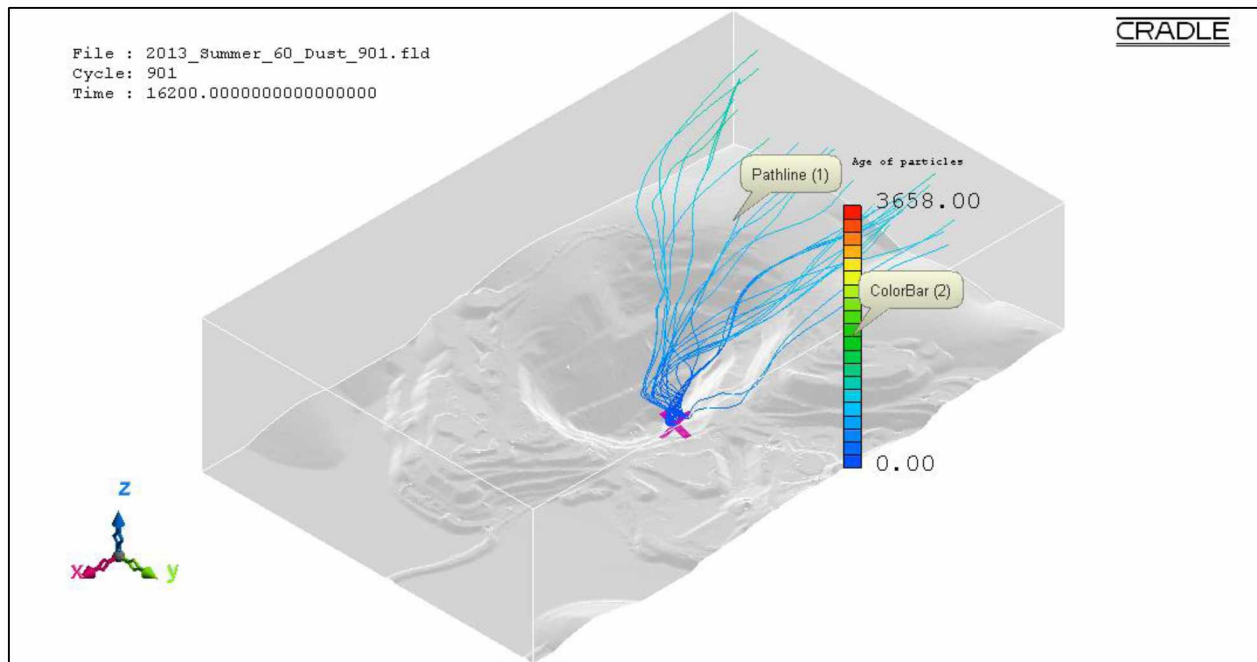 File : 2013_Summer_60_Dust_901.fld
Cycle: 901
Time : 16200.0000000000000000
CRADLE
Age of particles
Pathline (1)
3658.00
ColorBar (2)
0.00
z
x
y